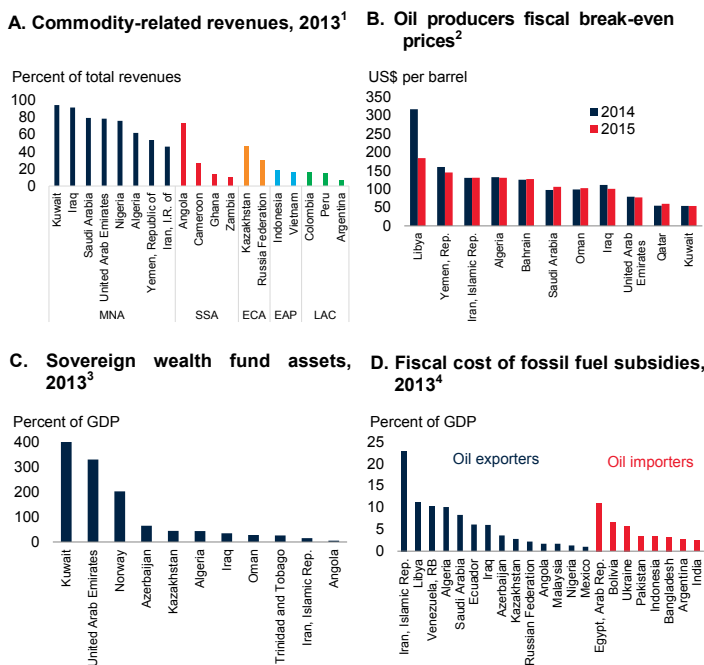 A. Commodity-related revenues, 2013¹
Percent of total revenues
100
80
60
40
20
0
Kuwait
Iraq
Saudi Arabia
United Arab Emirates
Nigeria
Algeria
Yemen, Republic of
Iran, I.R. of
Angola
Cameroon
Ghana
Zambia
Kazakhstan
Russia Federation
Indonesia
Vietnam
Colombia
Peru
Argentina
MNA
SSA
ECA
EAP
LAC
B. Oil producers fiscal break-even
prices²
US$ per barrel
350
300
250
200
150
100
50
0
2014
2015
Libya
Yemen, Rep.
Iran, Islamic Rep.
Algeria
Bahrain
Saudi Arabia
Oman
Iraq
United Arab
Emirates
Qatar
Kuwait
C. Sovereign wealth fund assets,
2013³
Percent of GDP
400
300
200
100
0
Kuwait
United Arab Emirates
Norway
Azerbaijan
Kazakhstan
Algeria
Iraq
Oman
Trinidad and Tobago
Iran, Islamic Rep.
Angola
D. Fiscal cost of fossil fuel subsidies,
2013⁴
Percent of GDP
25
20
15
10
5
0
Oil exporters
Oil importers
Iran, Islamic Rep.
Libya
Venezuela, RB
Algeria
Saudi Arabia
Ecuador
Iraq
Azerbaijan
Kazakhstan
Russian Federation
Angola
Malaysia
Nigeria
Mexico
Egypt, Arab Rep.
Bolivia
Ukraine
Pakistan
Indonesia
Bangladesh
Argentina
India